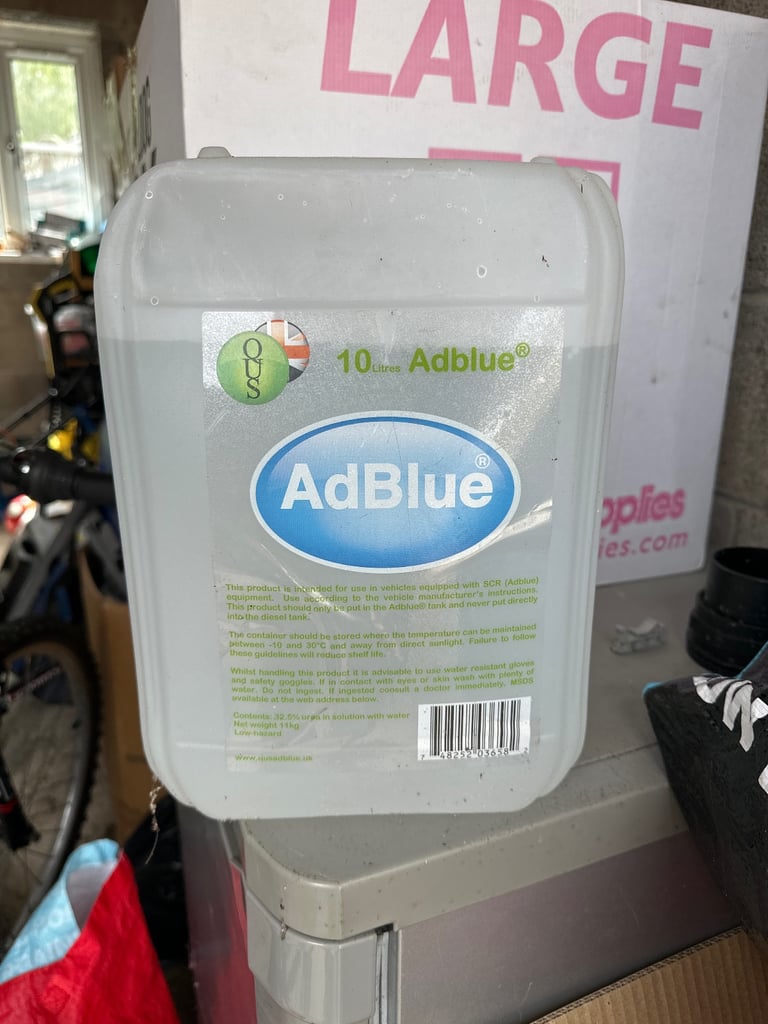 LARGE
QUS
10 Litres Adblue®
AdBlue®
This product is intended for use in vehicles equipped with SCR (Adblue)
equipment. Use according to the vehicle manufacturer's instructions.
This product should only be put in the Adblue® tank and never put directly
into the diesel tank.
The container should be stored where the temperature can be maintained
between -10 and 30°C and away from direct sunlight. Failure to follow
these guidelines will reduce shelf life.
Whilst handling this product it is advisable to use water resistant gloves
and safety goggles. If in contact with eyes or skin wash with plenty of
water. Do not ingest. If ingested consult a doctor immediately. MSDS
available at the web address below.
Contents: 32.5% urea in solution with water
Net weight 11kg
Low-hazard
www.qusadblue.uk
7 48252 03658 2
pplies
ies.com